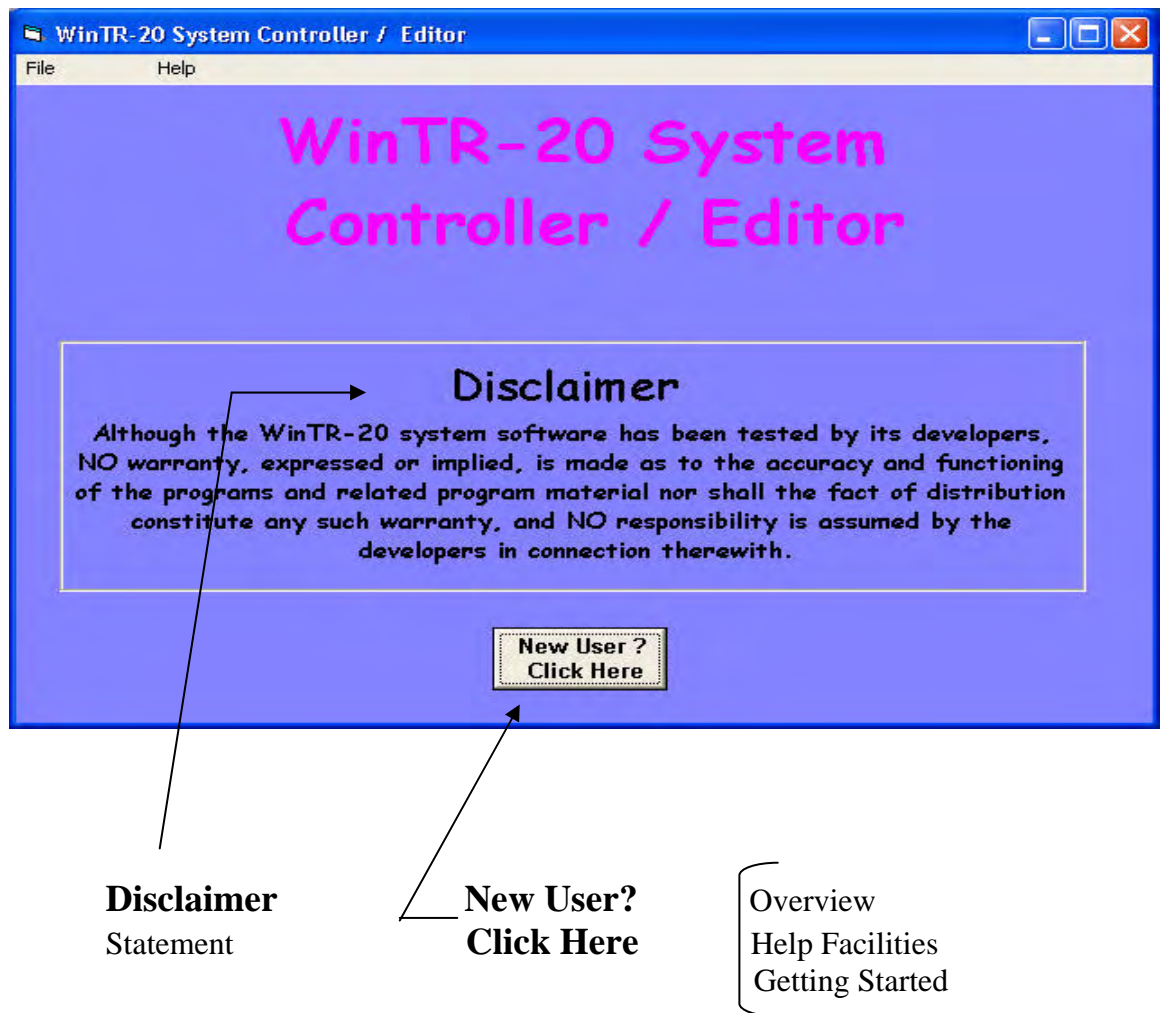 WinTR-20 System Controller / Editor
File Help
WinTR-20 System
Controller / Editor
Disclaimer
Although the WinTR-20 system software has been tested by its developers,
NO warranty, expressed or implied, is made as to the accuracy and functioning
of the programs and related program material nor shall the fact of distribution
constitute any such warranty, and NO responsibility is assumed by the
developers in connection therewith.
New User ?
Click Here
Disclaimer
Statement
New User?
Click Here
Overview
Help Facilities
Getting Started